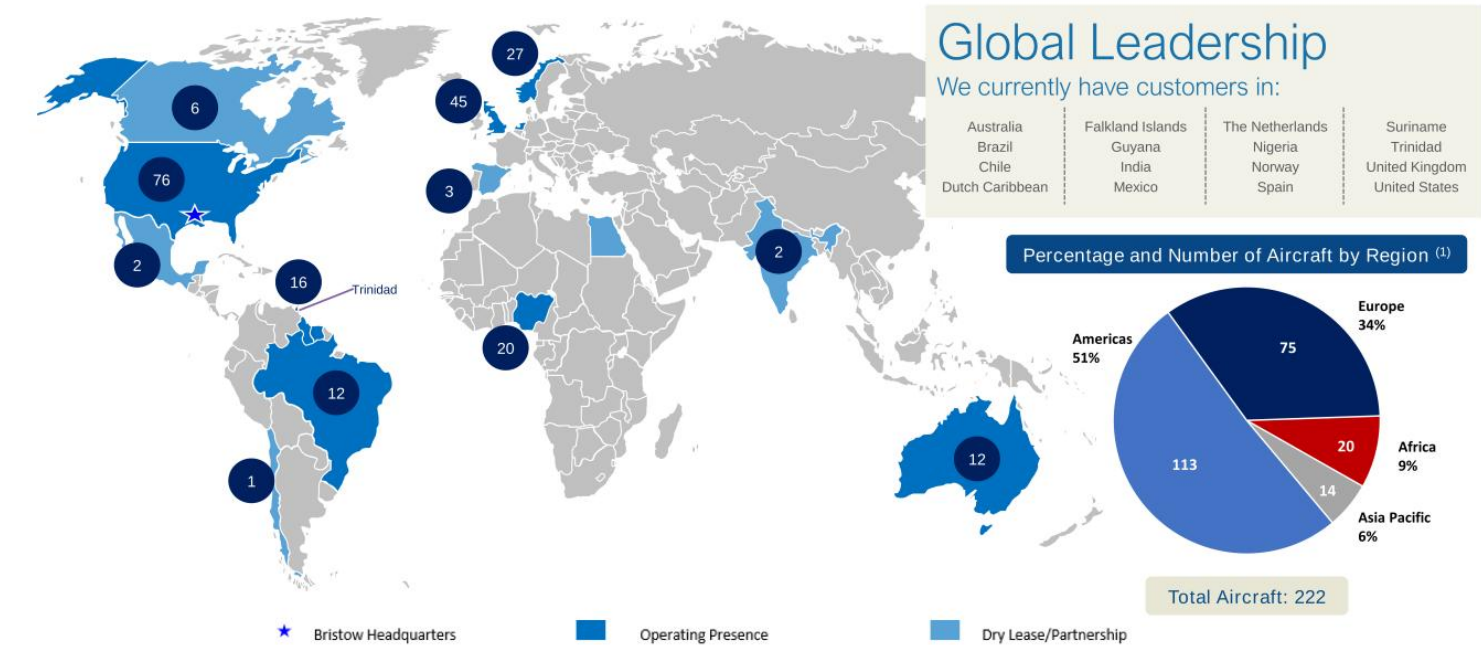 Global Leadership
We currently have customers in:
Australia
Brazil
Chile
Dutch Caribbean
Falkland Islands
Guyana
India
Mexico
The Netherlands
Nigeria
Norway
Spain
Suriname
Trinidad
United Kingdom
United States
27
45
6
76
3
2
2
16
Trinidad
20
12
12
1
Percentage and Number of Aircraft by Region (1)
Europe
34%
75
Americas
51%
113
20
Africa
9%
14
Asia Pacific
6%
Total Aircraft: 222
Bristow Headquarters
Operating Presence
Dry Lease/Partnership